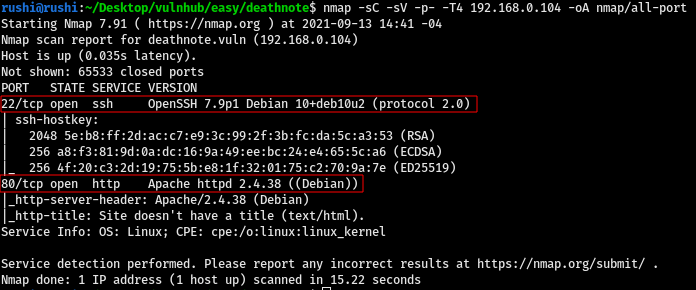 rushi@rushi:~/Desktop/vulnhub/easy/deathnote$ nmap -sC -sV -p- -T4 192.168.0.104 -oA nmap/all-port
Starting Nmap 7.91 ( https://nmap.org ) at 2021-09-13 14:41 -04
Nmap scan report for deathnote.vuln (192.168.0.104)
Host is up (0.035s latency).
Not shown: 65533 closed ports
PORT   STATE SERVICE VERSION
22/tcp open  ssh     OpenSSH 7.9p1 Debian 10+deb10u2 (protocol 2.0)
| ssh-hostkey:
|   2048 5e:b8:ff:2d:ac:c7:e9:3c:99:2f:3b:fc:da:5c:a3:53 (RSA)
|   256 a8:f3:81:9d:0a:dc:16:9a:49:ee:bc:24:e4:65:5c:a6 (ECDSA)
|_  256 4f:20:c3:2d:19:75:5b:e8:1f:32:01:75:c2:70:9a:7e (ED25519)
80/tcp open  http    Apache httpd 2.4.38 ((Debian))
|_http-server-header: Apache/2.4.38 (Debian)
|_http-title: Site doesn't have a title (text/html).
Service Info: OS: Linux; CPE: cpe:/o:linux:linux_kernel

Service detection performed. Please report any incorrect results at https://nmap.org/submit/ .
Nmap done: 1 IP address (1 host up) scanned in 15.22 seconds